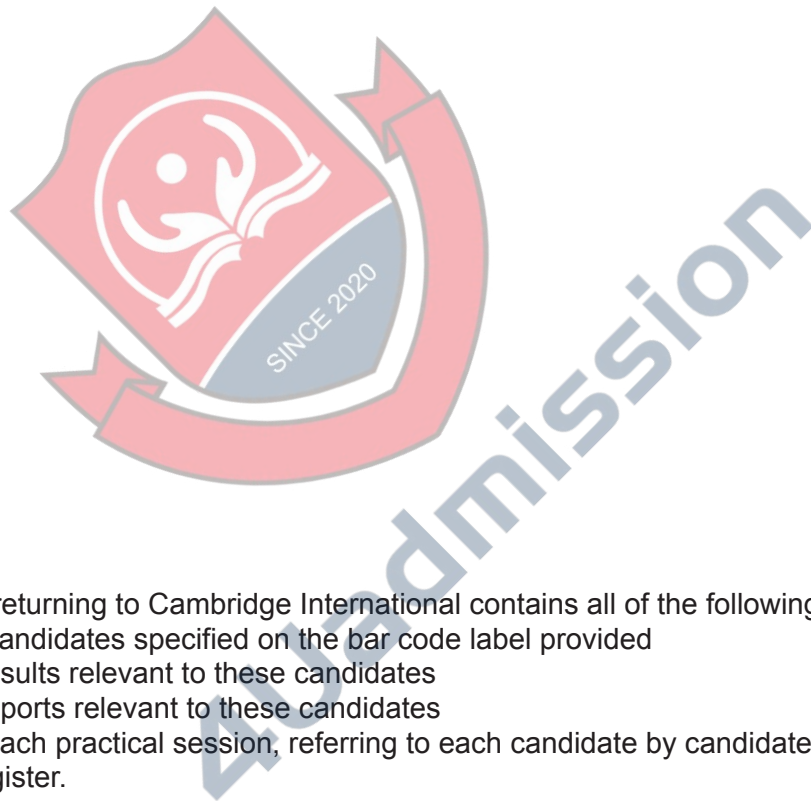 SINCE 2020
4Uadmission
returning to Cambridge International contains all of the following
andidates specified on the bar code label provided
sults relevant to these candidates
ports relevant to these candidates
ach practical session, referring to each candidate by candidate
gister.